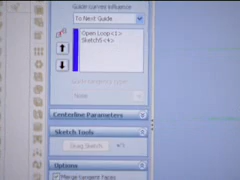 Guide curves influence
To Next Guide
Open Loop<1>
Sketch5<4>
None
Centerline Parameters
Sketch Tools
Drag Sketch
Options
Merge tangent faces